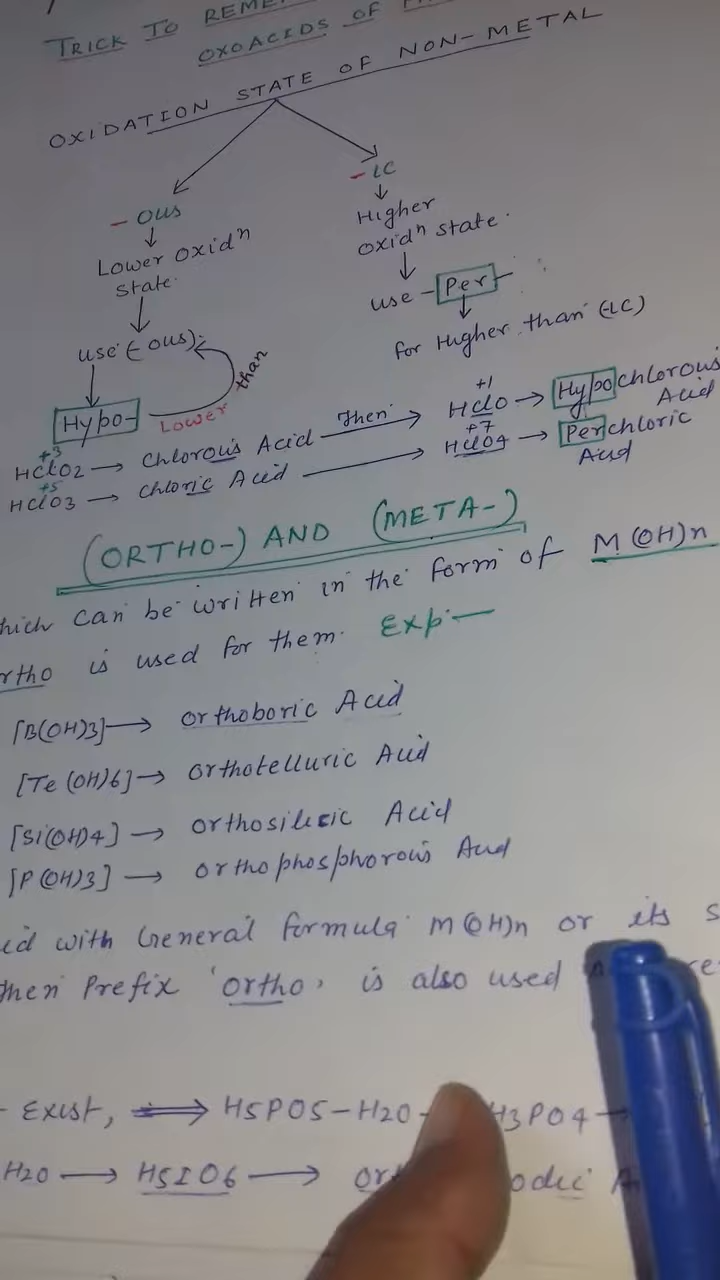 TRICK TO
OXOACIDS OF
OXIDATION STATE OF NON-METAL
- ous
- IC
Lower Oxidn
State.
Higher
Oxidn State.
use (-ous).
use - Per -
for Higher than (-IC)
Hypo-
Lower than
+3
HClO2 → Chlorous Acid Then → +1 HClO → Hypochlorous Acid
+5
HClO3 → Chloric Acid → +7 HClO4 → Perchloric Acid
(ORTHO-) AND (META-)
can be written in the form of M(OH)n
is used for them. Exp:-
[B(OH)3] → orthoboric Acid
[Te(OH)6] → orthotelluric Acid
[Si(OH)4] → orthosilicic Acid
[P(OH)3] → orthophosphorous Acid
with General formula M(OH)n or its
Then Prefix 'ortho' is also used
- Exist, ⟹ H5PO5-H2O H3PO4 →
H2O → H5IO6 →